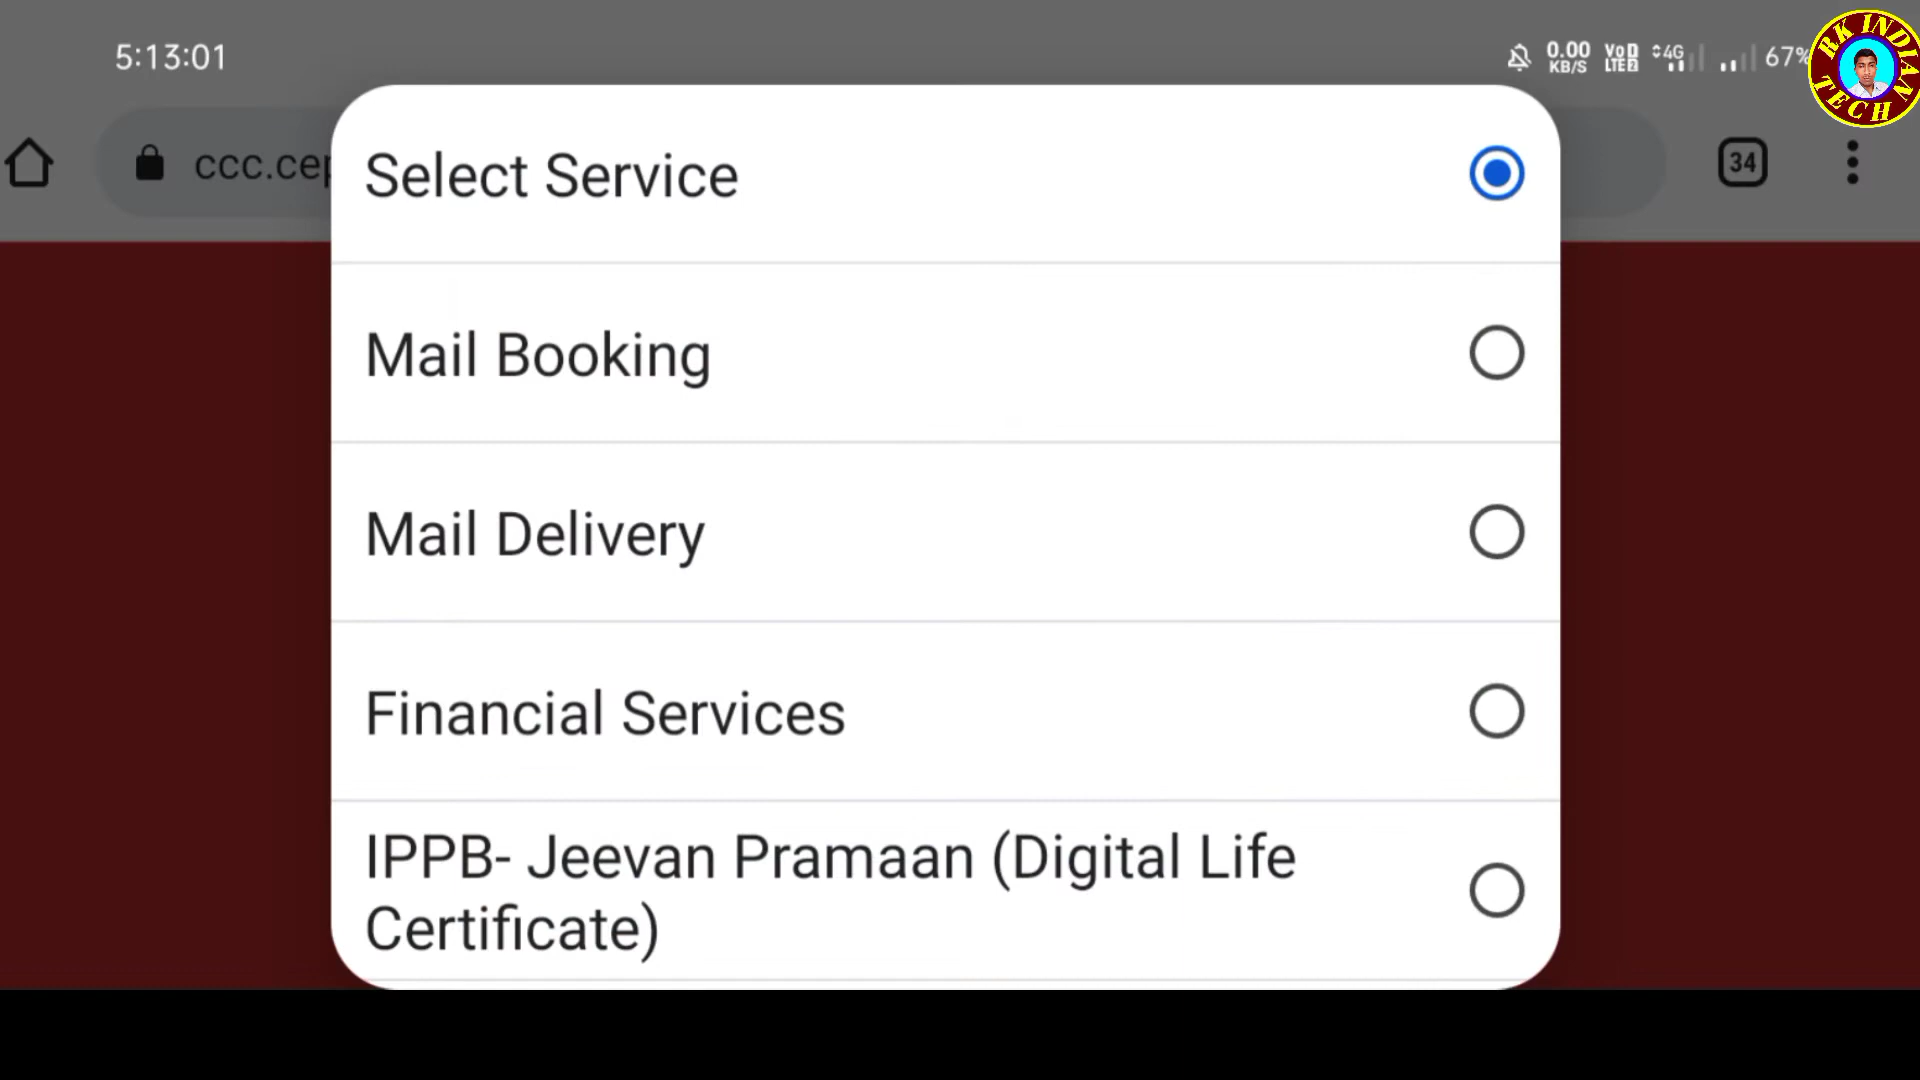 5:13:01
0.00
KB/S
VoD
LTE2
4G
67%
RK INDIAN
TECH
ccc.cep
34
Select Service
Mail Booking
Mail Delivery
Financial Services
IPPB- Jeevan Pramaan (Digital Life
Certificate)